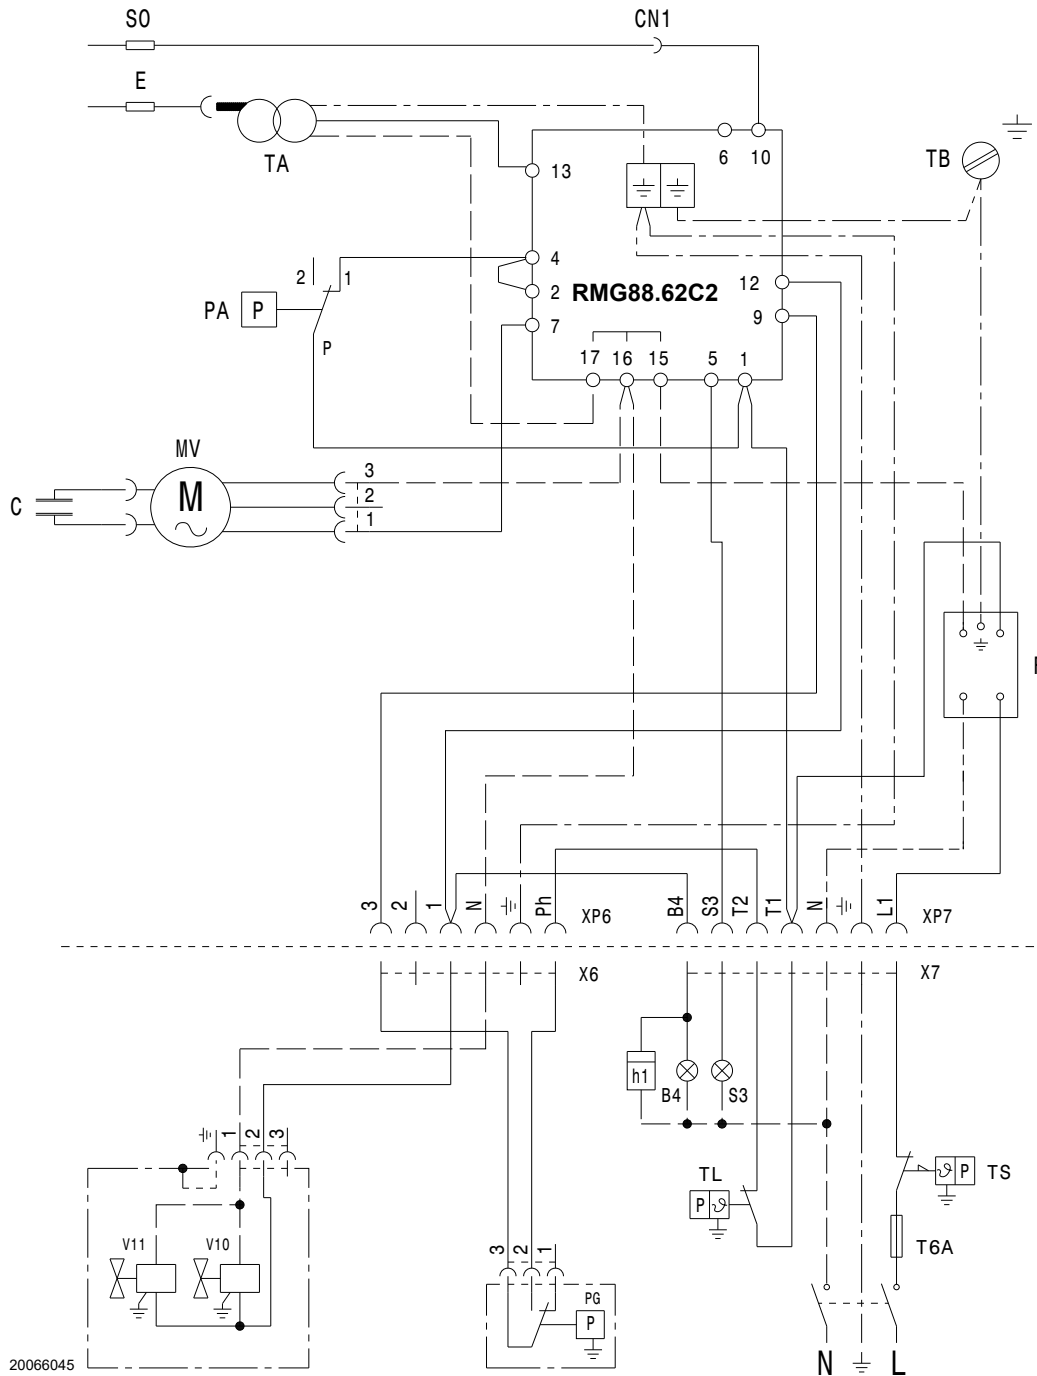 SO
CN1
E
TA
TB
6
10
13
4
2
7
2
1
PA
P
P
RMG88.62C2
12
9
17
16
15
5
1
MV
3
2
1
C
M
3
2
1
N
Ph
XP6
B4
S3
T2
T1
N
L1
XP7
X6
X7
h1
B4
S3
1
2
3
TL
P
P
TS
T6A
V11
V10
3
2
1
PG
P
N
L
20066045